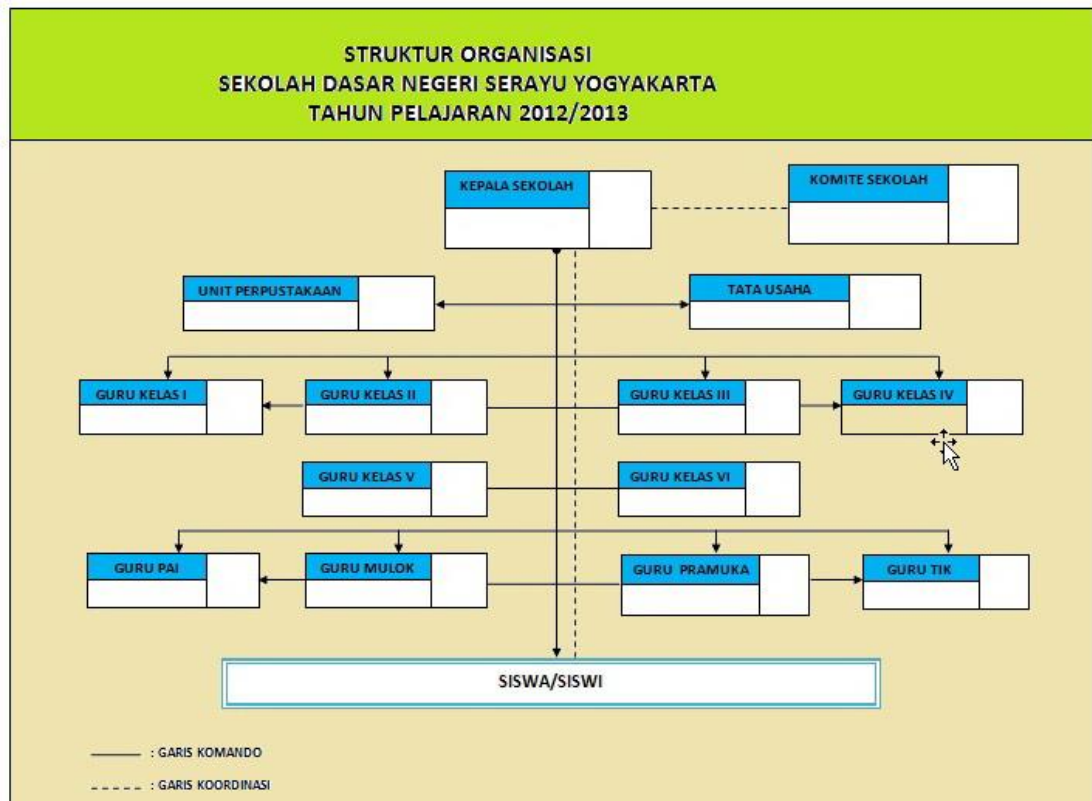 STRUKTUR ORGANISASI
SEKOLAH DASAR NEGERI SERAYU YOGYAKARTA
TAHUN PELAJARAN 2012/2013
KEPALA SEKOLAH
KOMITE SEKOLAH
UNIT PERPUSTAKAAN
TATA USAHA
GURU KELAS I
GURU KELAS II
GURU KELAS III
GURU KELAS IV
GURU KELAS V
GURU KELAS VI
GURU PAI
GURU MULOK
GURU PRAMUKA
GURU TIK
SISWA/SISWI
: GARIS KOMANDO
: GARIS KOORDINASI